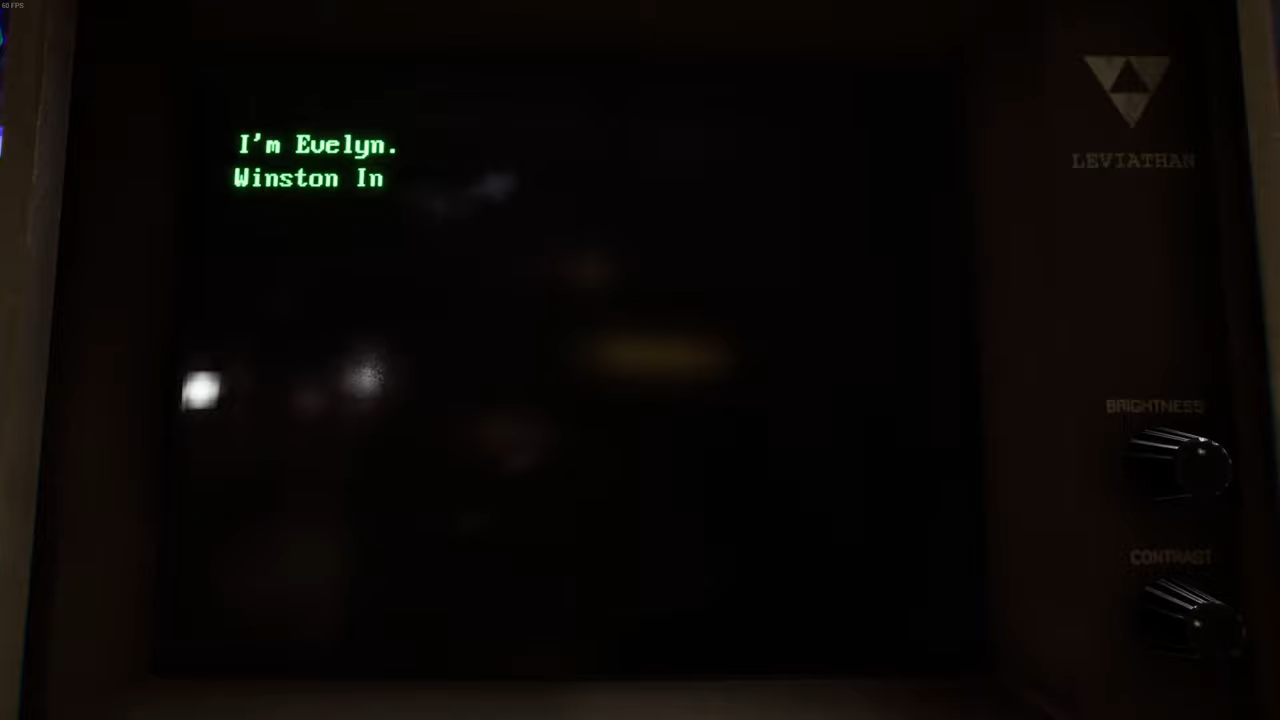 60 FPS
I'm Evelyn.
Winston In
LEVIATHAN
BRIGHTNESS
CONTRAST